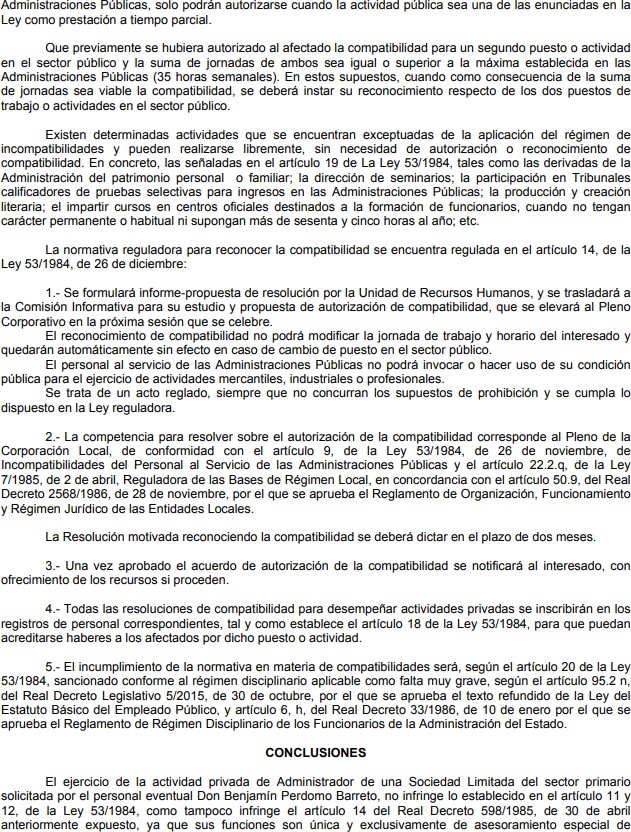 Administraciones Públicas, solo podrán autorizarse cuando la actividad pública sea una de las enunciadas en la
Ley como prestación a tiempo parcial.
Que previamente se hubiera autorizado al afectado la compatibilidad para un segundo puesto o actividad
en el sector público y la suma de jornadas de ambos sea igual o superior a la máxima establecida en las
Administraciones Públicas (35 horas semanales). En estos supuestos, cuando como consecuencia de la suma
de jornadas sea viable la compatibilidad, se deberá instar su reconocimiento respecto de los dos puestos de
trabajo o actividades en el sector público.
Existen determinadas actividades que se encuentran exceptuadas de la aplicación del régimen de
incompatibilidades y pueden realizarse libremente, sin necesidad de autorización o reconocimiento de
compatibilidad. En concreto, las señaladas en el artículo 19 de La Ley 53/1984, tales como las derivadas de la
Administración del patrimonio personal o familiar; la dirección de seminarios; la participación en Tribunales
calificadores de pruebas selectivas para ingresos en las Administraciones Públicas; la producción y creación
literaria; el impartir cursos en centros oficiales destinados a la formación de funcionarios, cuando no tengan
carácter permanente o habitual ni supongan más de sesenta y cinco horas al año; etc.
La normativa reguladora para reconocer la compatibilidad se encuentra regulada en el artículo 14, de la
Ley 53/1984, de 26 de diciembre:
1.- Se formulará informe-propuesta de resolución por la Unidad de Recursos Humanos, y se trasladará a
la Comisión Informativa para su estudio y propuesta de autorización de compatibilidad, que se elevará al Pleno
Corporativo en la próxima sesión que se celebre.
El reconocimiento de compatibilidad no podrá modificar la jornada de trabajo y horario del interesado y
quedarán automáticamente sin efecto en caso de cambio de puesto en el sector público.
El personal al servicio de las Administraciones Públicas no podrá invocar o hacer uso de su condición
pública para el ejercicio de actividades mercantiles, industriales o profesionales.
Se trata de un acto reglado, siempre que no concurran los supuestos de prohibición y se cumpla lo
dispuesto en la Ley reguladora.
2.- La competencia para resolver sobre el autorización de la compatibilidad corresponde al Pleno de la
Corporación Local, de conformidad con el artículo 9, de la Ley 53/1984, de 26 de noviembre, de
Incompatibilidades del Personal al Servicio de las Administraciones Públicas y el artículo 22.2.q, de la Ley
7/1985, de 2 de abril, Reguladora de las Bases de Régimen Local, en concordancia con el artículo 50.9, del Real
Decreto 2568/1986, de 28 de noviembre, por el que se aprueba el Reglamento de Organización, Funcionamiento
y Régimen Jurídico de las Entidades Locales.
La Resolución motivada reconociendo la compatibilidad se deberá dictar en el plazo de dos meses.
3.- Una vez aprobado el acuerdo de autorización de la compatibilidad se notificará al interesado, con
ofrecimiento de los recursos si proceden.
4.- Todas las resoluciones de compatibilidad para desempeñar actividades privadas se inscribirán en los
registros de personal correspondientes, tal y como establece el artículo 18 de la Ley 53/1984, para que puedan
acreditarse haberes a los afectados por dicho puesto o actividad.
5.- El incumplimiento de la normativa en materia de compatibilidades será, según el artículo 20 de la Ley
53/1984, sancionado conforme al régimen disciplinario aplicable como falta muy grave, según el artículo 95.2 n,
del Real Decreto Legislativo 5/2015, de 30 de octubre, por el que se aprueba el texto refundido de la Ley del
Estatuto Básico del Empleado Público, y artículo 6, h, del Real Decreto 33/1986, de 10 de enero por el que se
aprueba el Reglamento de Régimen Disciplinario de los Funcionarios de la Administración del Estado.
CONCLUSIONES
El ejercicio de la actividad privada de Administrador de una Sociedad Limitada del sector primario
solicitada por el personal eventual Don Benjamín Perdomo Barreto, no infringe lo establecido en el artículo 11 y
12, de la Ley 53/1984, como tampoco infringe el artículo 14 del Real Decreto 598/1985, de 30 de abril
anteriormente expuesto, ya que sus funciones son única y exclusivamente de asesoramiento especial de